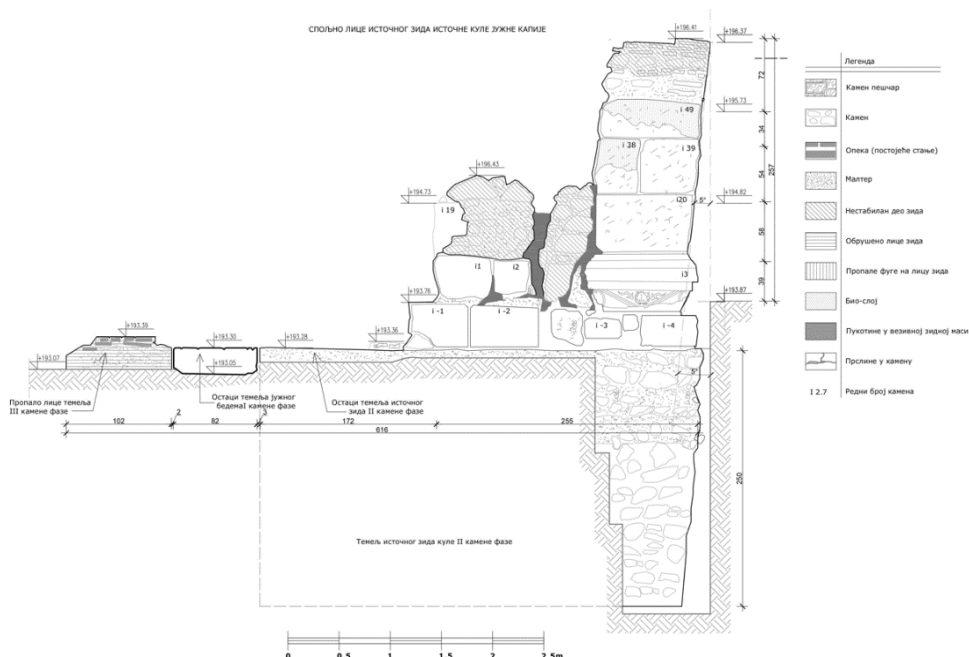 СПОЉНО ЛИЦЕ ИСТОЧНОГ ЗИДА ИСТОЧНЕ КУЛЕ ЈУЖНЕ КАПИЈЕ
+196.41
+196.37
72
+195.73
34
54
257
+194.82
5°
58
39
+193.87
i 49
i 38
i 39
i20
i3
+196.43
+194.73
i 19
i1
i2
+193.76
i -1
i -2
i -3
i -4
+193.39
+193.30
+193.28
+193.36
+193.07
+193.05
5°
Пропало лице темеља
III камене фазе
Остаци темеља јужног
бедемаI камене фазе
Остаци темеља источног
зида II камене фазе
102
2
82
3
172
255
616
250
Темељ источног зида куле II камене фазе
0
0.5
1
1.5
2
2.5m
Легенда
Камен пешчар
Камен
Опека (постојеће стање)
Малтер
Нестабилан део зида
Обрушено лице зида
Пропале фуге на лицу зида
Био-слој
Пукотине у везивној зидној маси
Прслине у камену
I 2.7 Редни број камена